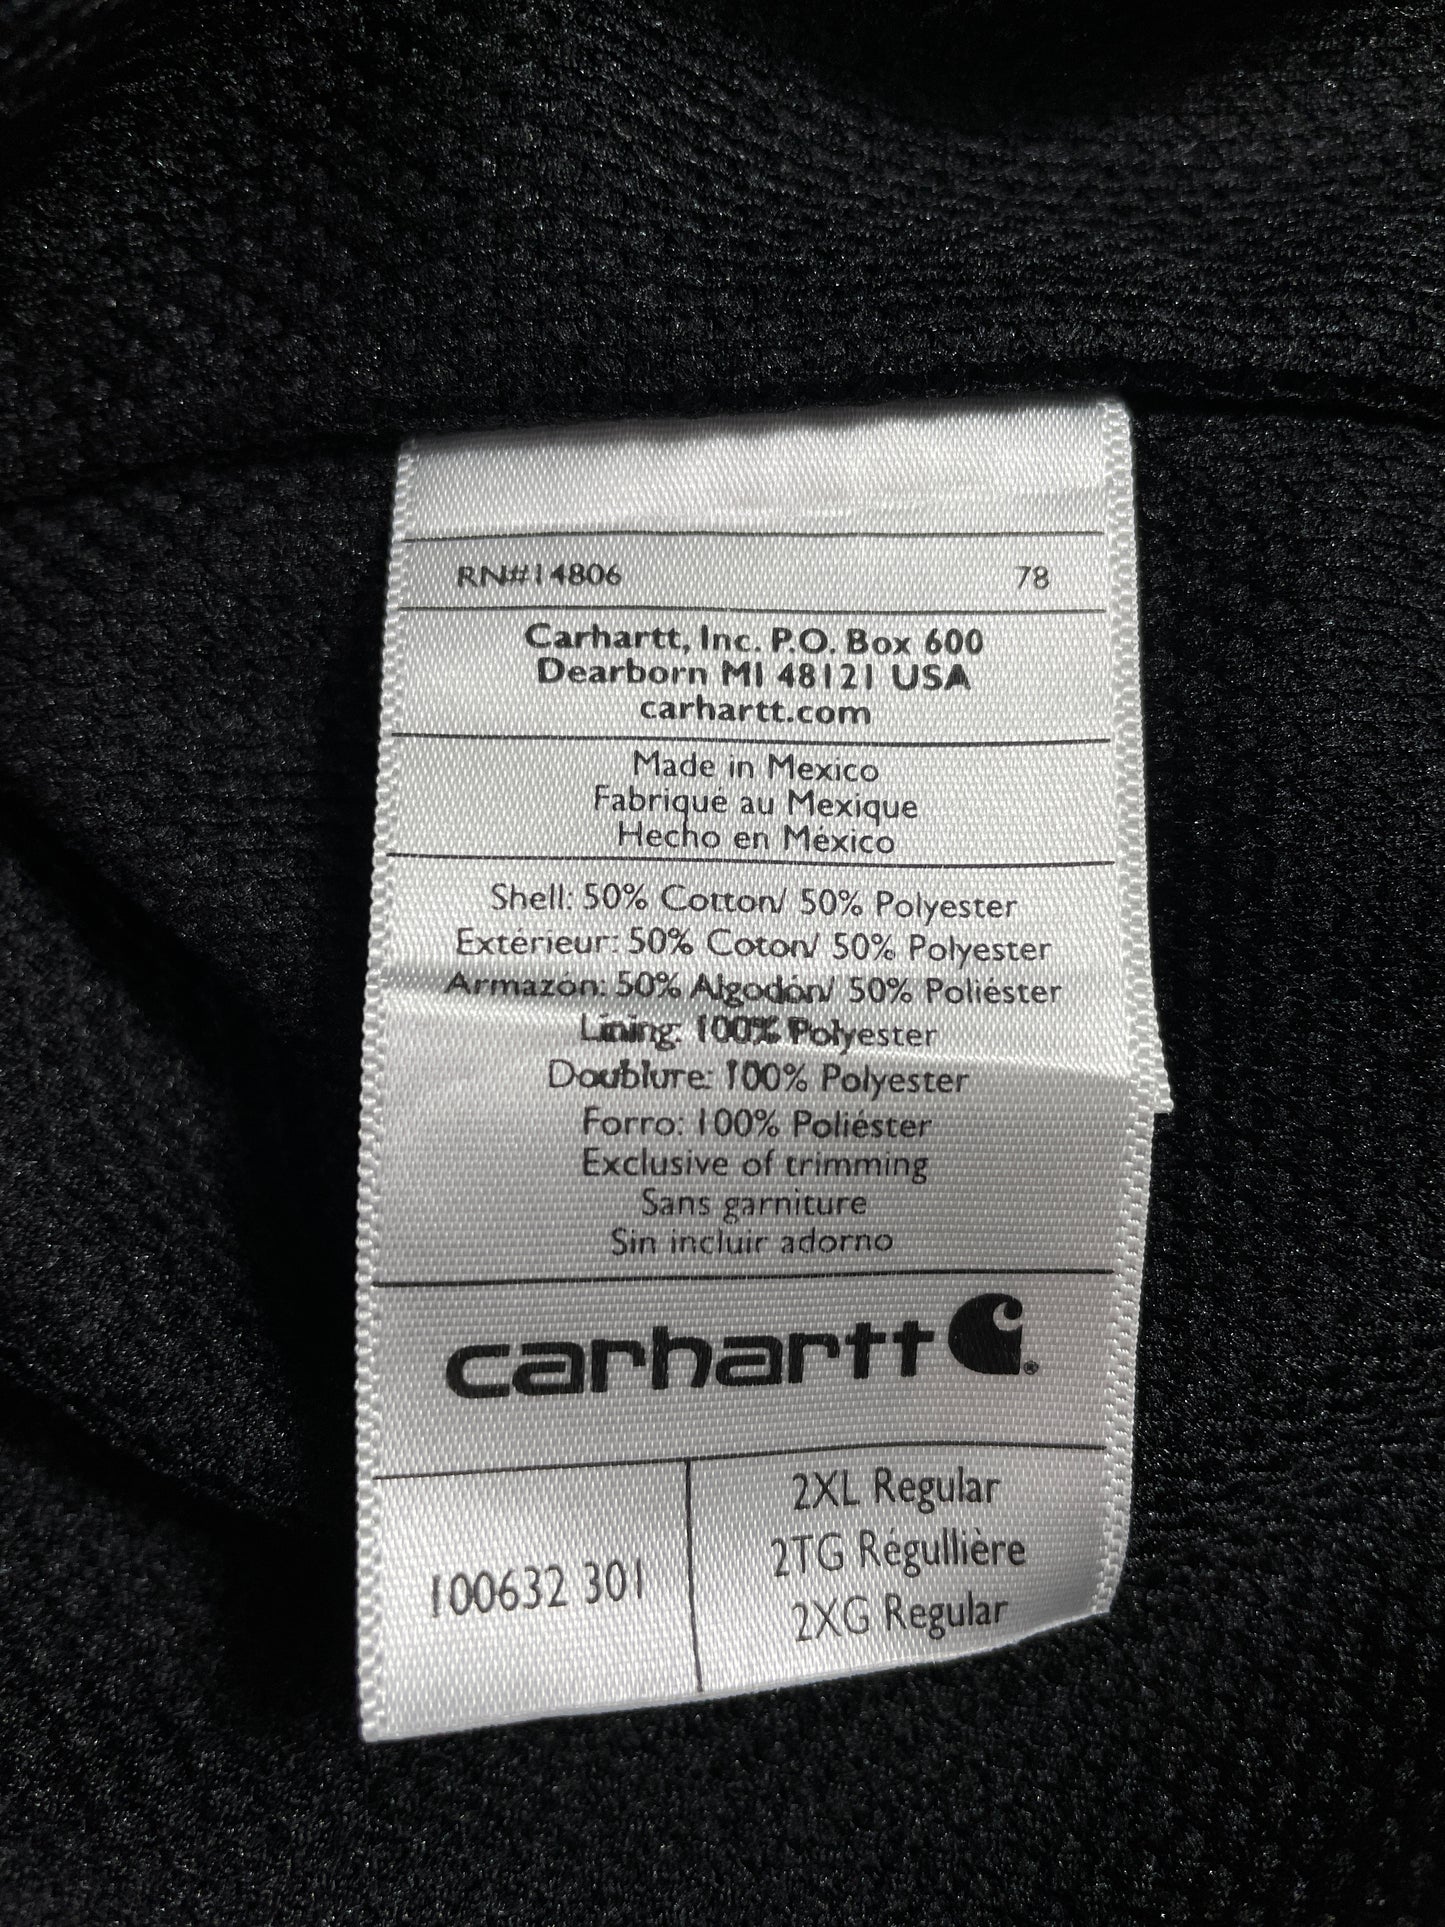 RN#14806 78
Carhartt, Inc. P.O. Box 600
Dearborn MI 48121 USA
carhartt.com
Made in Mexico
Fabriqué au Mexique
Hecho en México
Shell: 50% Cotton/ 50% Polyester
Extérieur: 50% Coton/ 50% Polyester
Armazón: 50% Algodón/ 50% Poliéster
Lining: 100% Polyester
Doublure: 100% Polyester
Forro: 100% Poliéster
Exclusive of trimming
Sans garniture
Sin incluir adorno
carhartt ®
100632 301
2XL Regular
2TG Régullière
2XG Regular